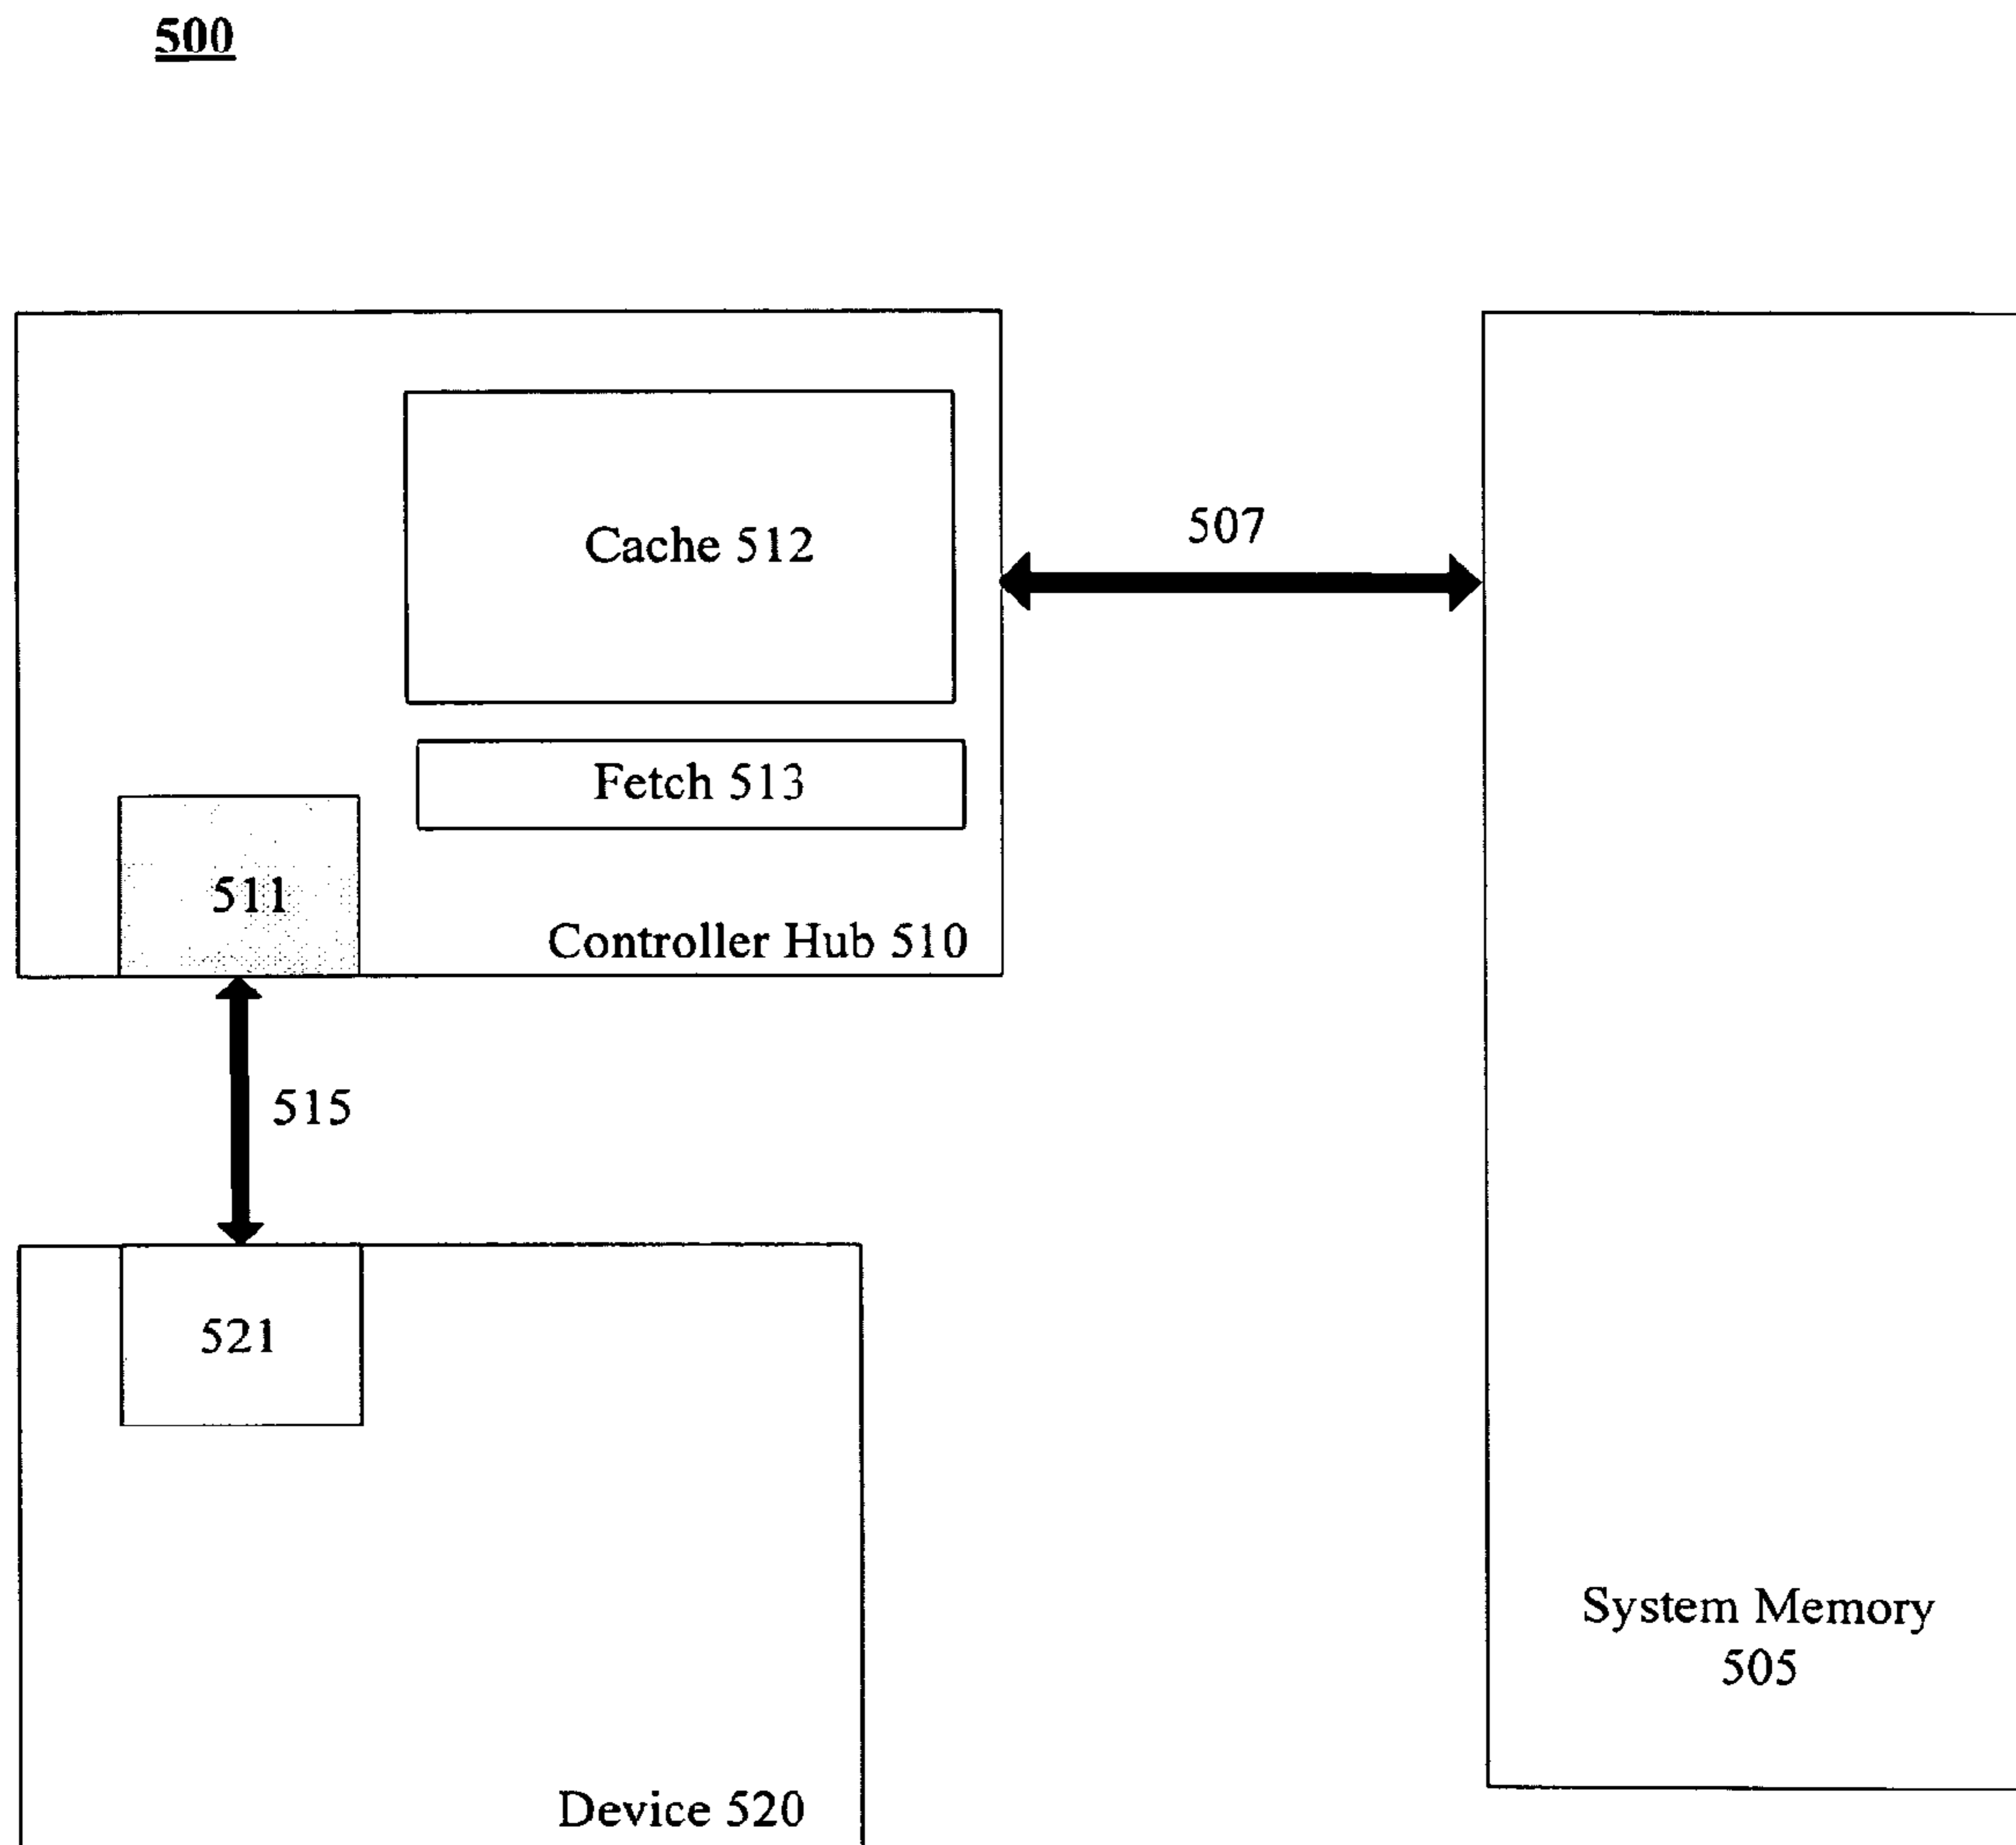 500
Cache 512
507
Fetch 513
511
Controller Hub 510
515
521
System Memory
505
Device 520